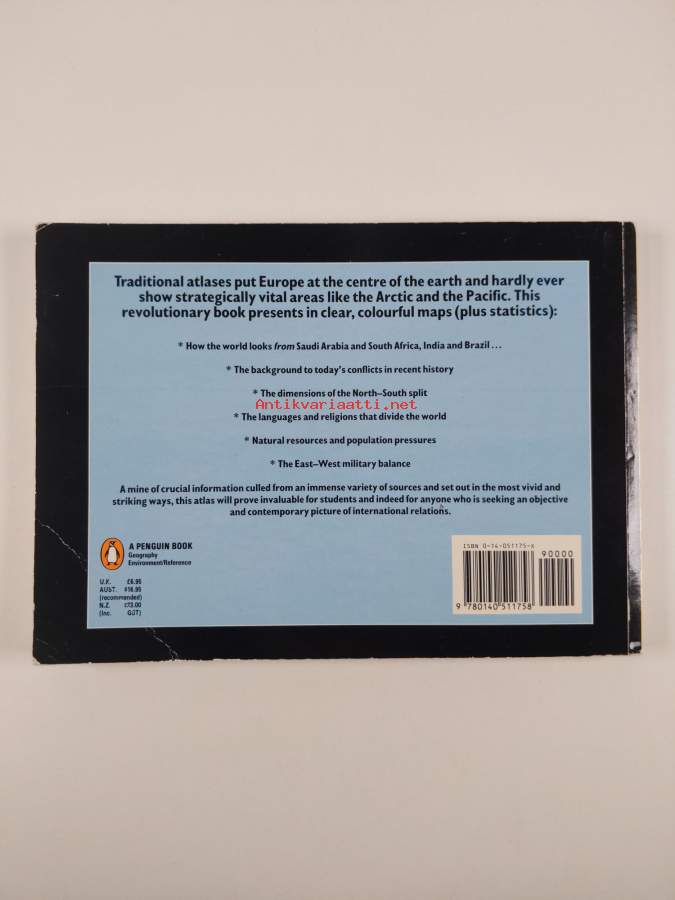 Traditional atlases put Europe at the centre of the earth and hardly ever
show strategically vital areas like the Arctic and the Pacific. This
revolutionary book presents in clear, colourful maps (plus statistics):
* How the world looks from Saudi Arabia and South Africa, India and Brazil ...
* The background to today's conflicts in recent history
* The dimensions of the North–South split
Antikvariaatti.net
* The languages and religions that divide the world
* Natural resources and population pressures
* The East–West military balance
A mine of crucial information culled from an immense variety of sources and set out in the most vivid and
striking ways, this atlas will prove invaluable for students and indeed for anyone who is seeking an objective
and contemporary picture of international relations.
A PENGUIN BOOK
Geography
Environment/Reference
U.K. £6.95
AUST. $16.95
(recommended)
N.Z.
(inc. GST)
ISBN 0-14-051175-x
90000
9 780140 511758